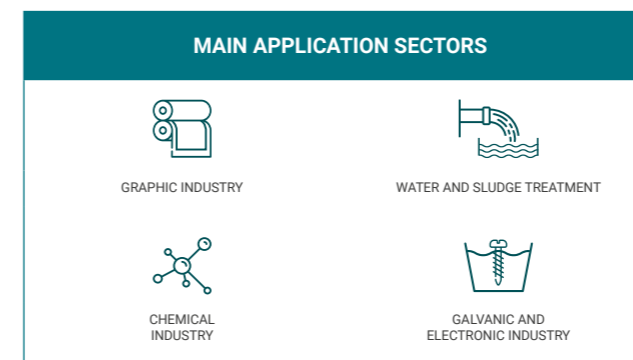 MAIN APPLICATION SECTORS
GRAPHIC INDUSTRY
WATER AND SLUDGE TREATMENT
CHEMICAL
INDUSTRY
GALVANIC AND
ELECTRONIC INDUSTRY